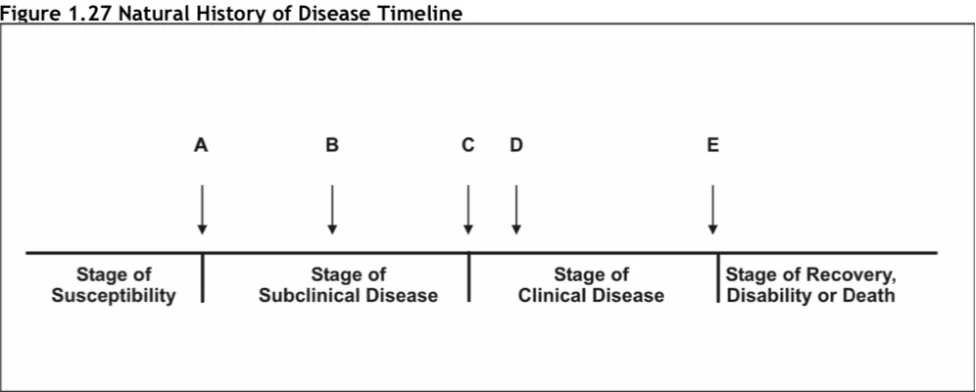 Figure 1.27 Natural History of Disease Timeline
A B C D E
Stage of Susceptibility
Stage of Subclinical Disease
Stage of Clinical Disease
Stage of Recovery, Disability or Death